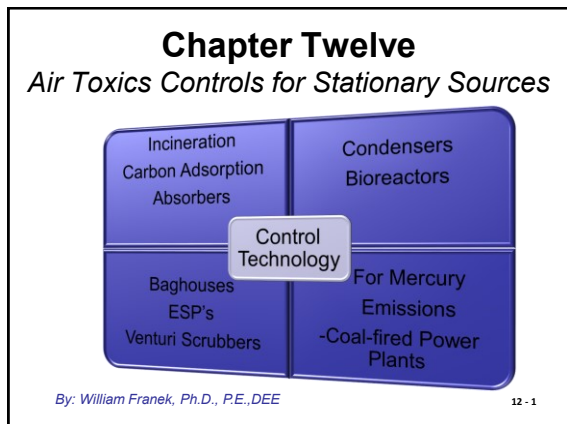 Chapter Twelve
Air Toxics Controls for Stationary Sources
Incineration
Carbon Adsorption
Absorbers
Condensers
Bioreactors
Control
Technology
Baghouses
ESP's
Venturi Scrubbers
For Mercury
Emissions
-Coal-fired Power
Plants
By: William Franek, Ph.D., P.E.,DEE
12 - 1